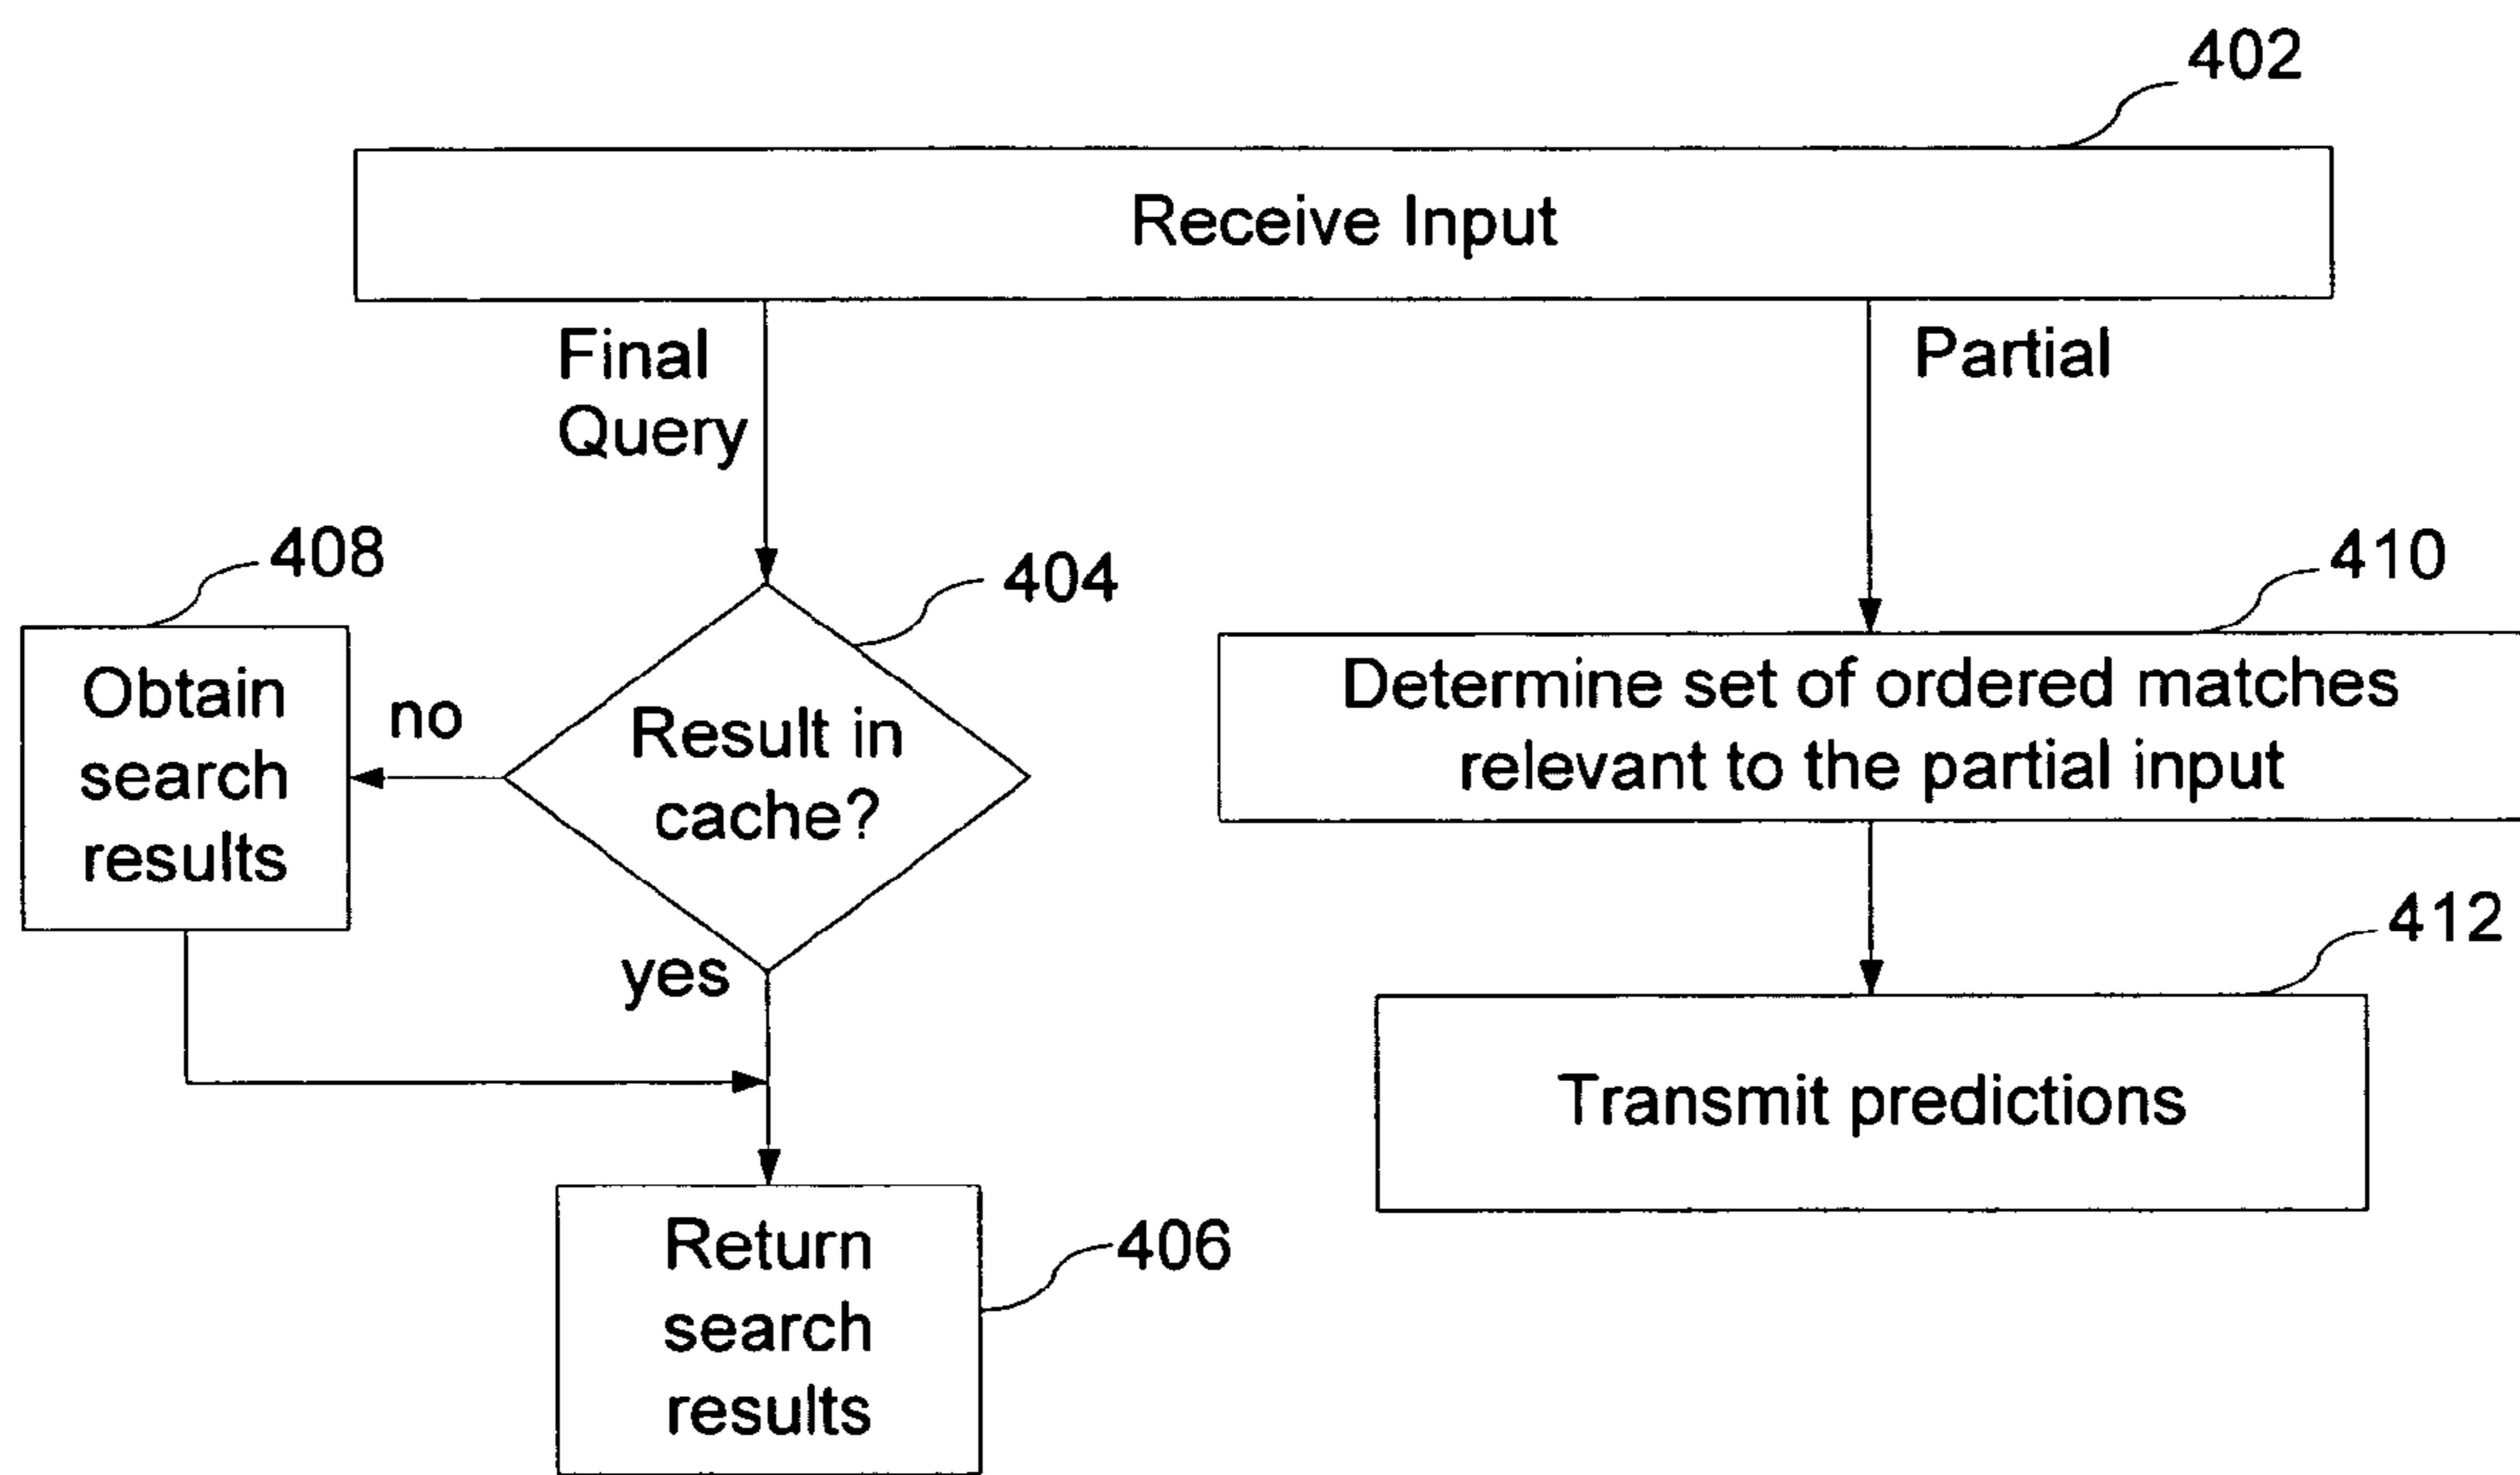 402
Receive Input
Final
Query
Partial
408
404
410
Obtain
search
results
no
Result in
cache?
Determine set of ordered matches
relevant to the partial input
yes
412
Transmit predictions
Return
search
results
406